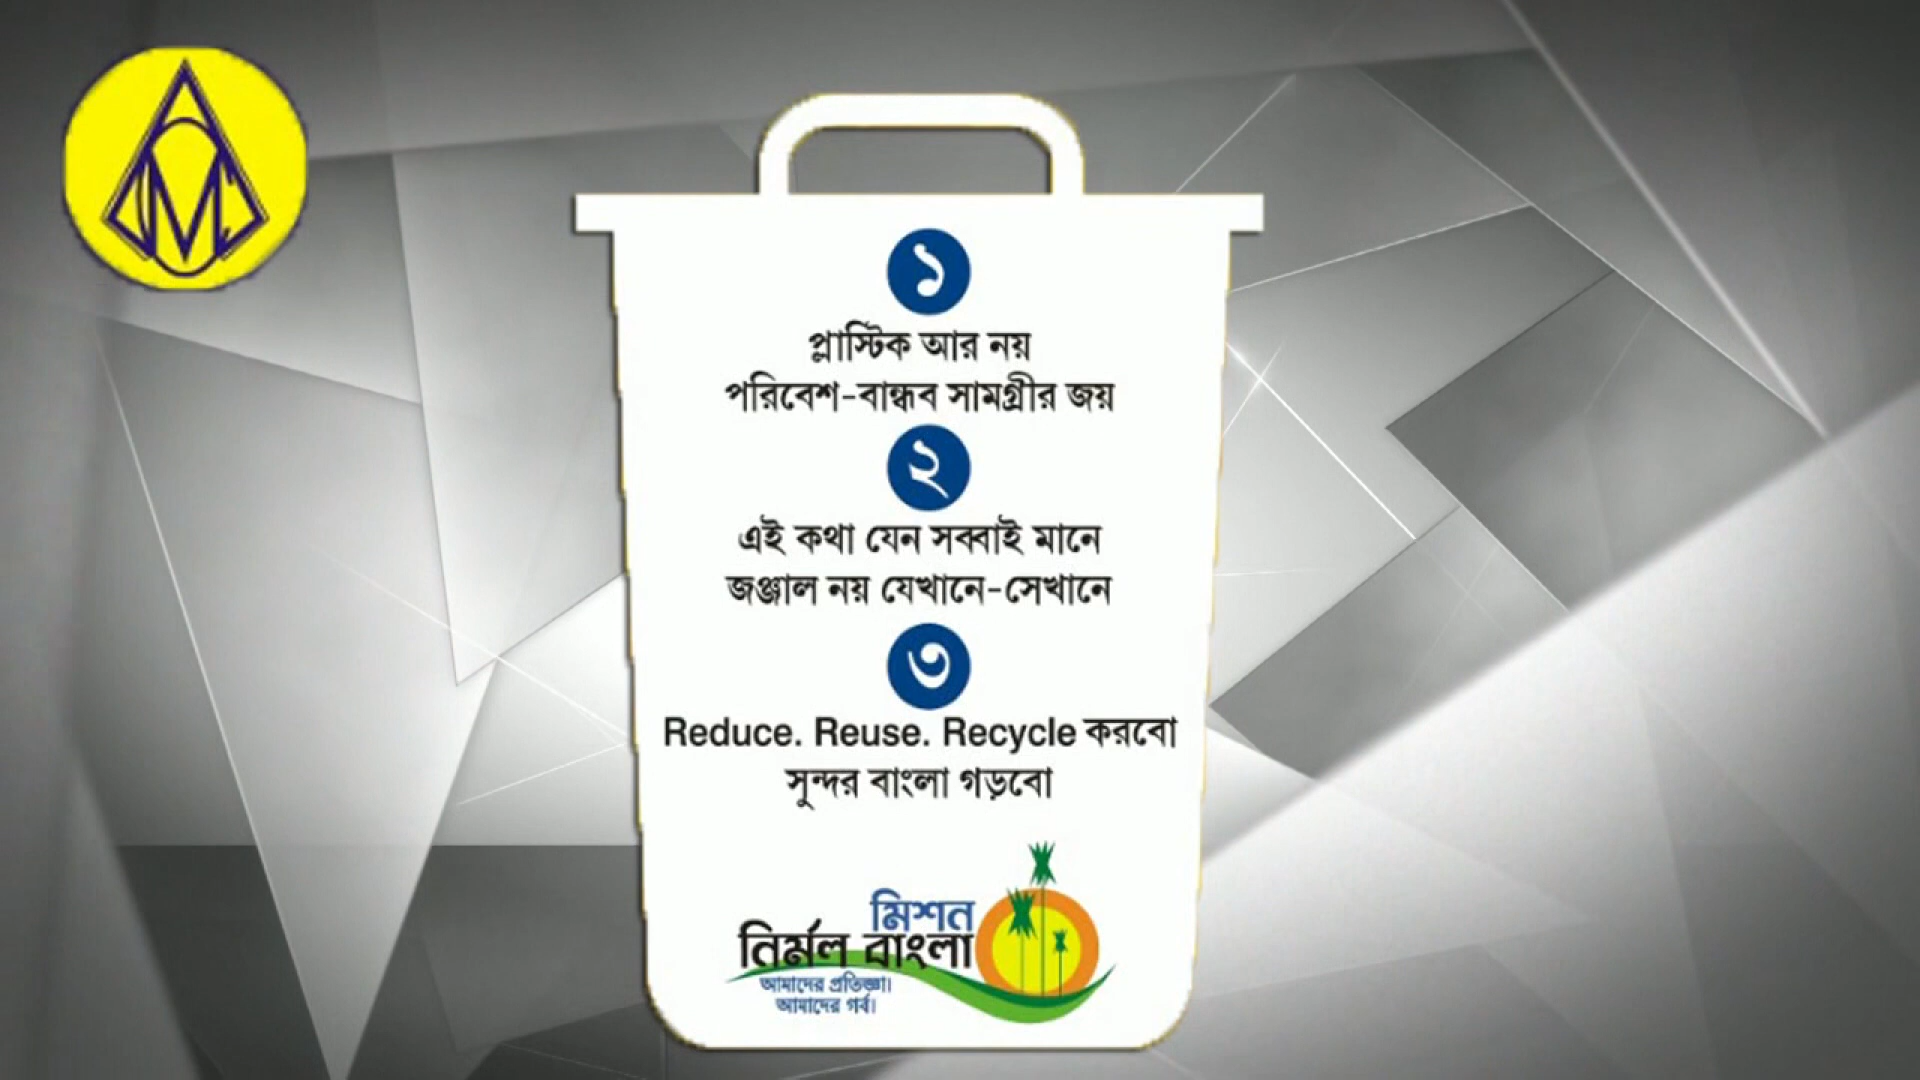 ১
প্লাস্টিক আর নয়
পরিবেশ-বান্ধব সামগ্রীর জয়
২
এই কথা যেন সব্বাই মানে
জঞ্জাল নয় যেখানে-সেখানে
৩
Reduce. Reuse. Recycle করবো
সুন্দর বাংলা গড়বো
মিশন
নির্মল বাংলা
আমাদের প্রতিজ্ঞা।
আমাদের গর্ব।